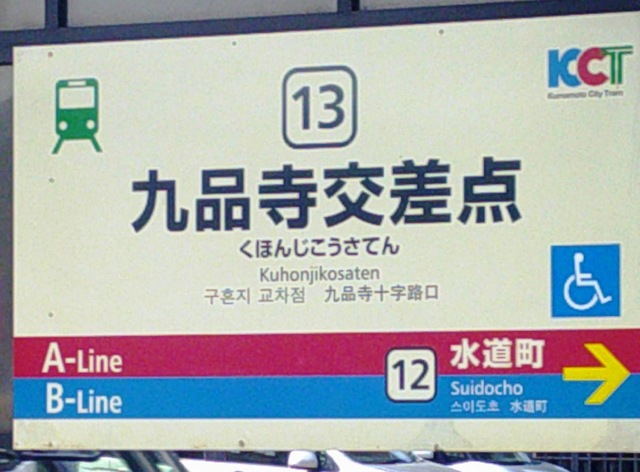 KCT
Kumamoto City Tram
13
九品寺交差点
くほんじこうさてん
Kuhonjikosaten
구혼지 교차점 九品寺十字路口
A-Line
B-Line
12
水道町
Suidocho
스이도초 水道町